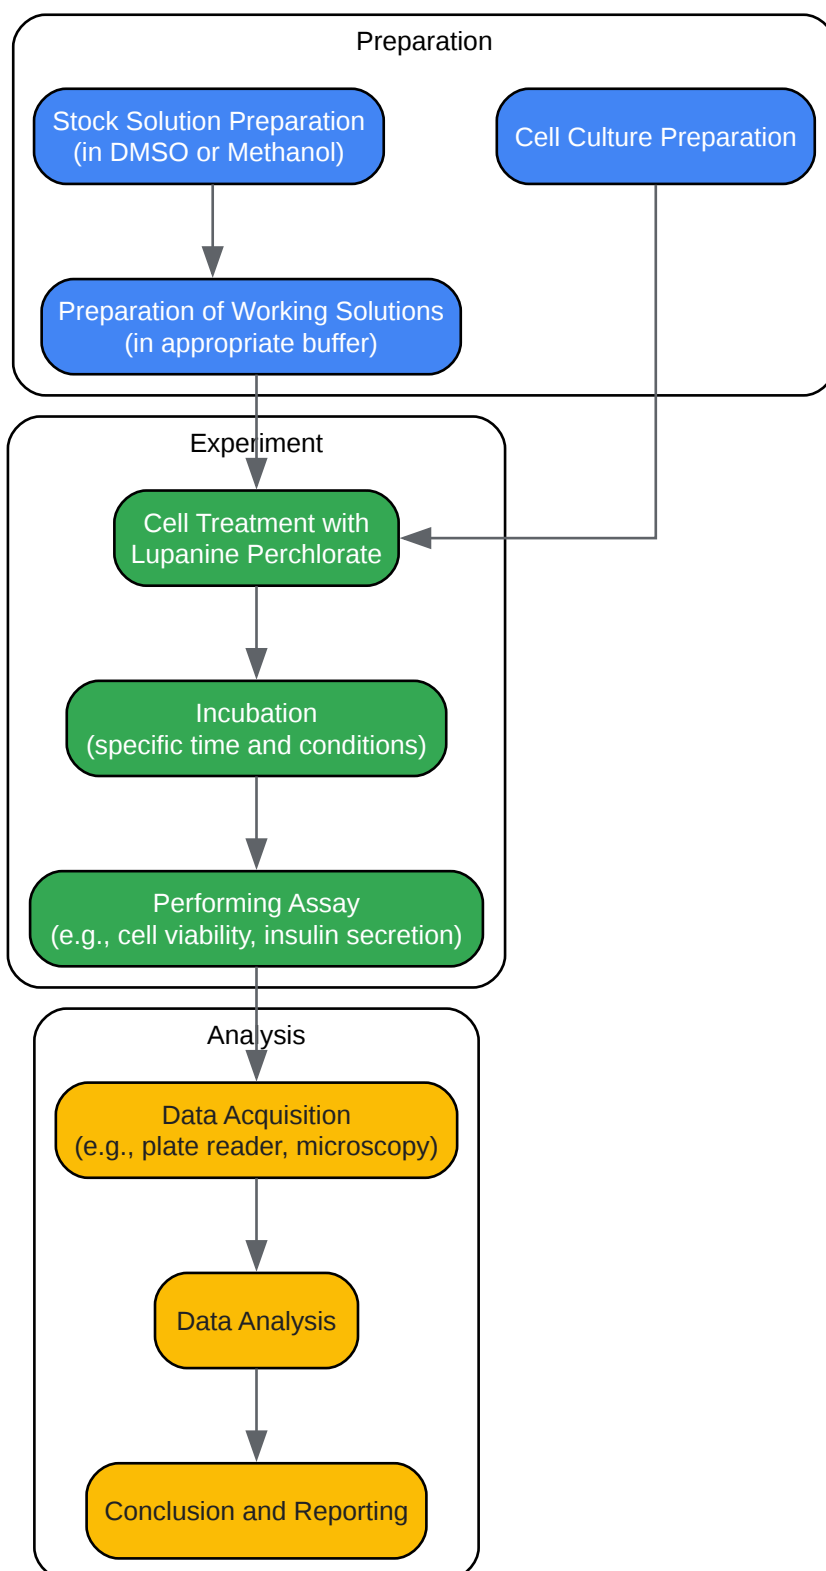 Preparation
Stock Solution Preparation
(in DMSO or Methanol)
Cell Culture Preparation
Preparation of Working Solutions
(in appropriate buffer)
Experiment
Cell Treatment with
Lupanine Perchlorate
Incubation
(specific time and conditions)
Performing Assay
(e.g., cell viability, insulin secretion)
Analysis
Data Acquisition
(e.g., plate reader, microscopy)
Data Analysis
Conclusion and Reporting